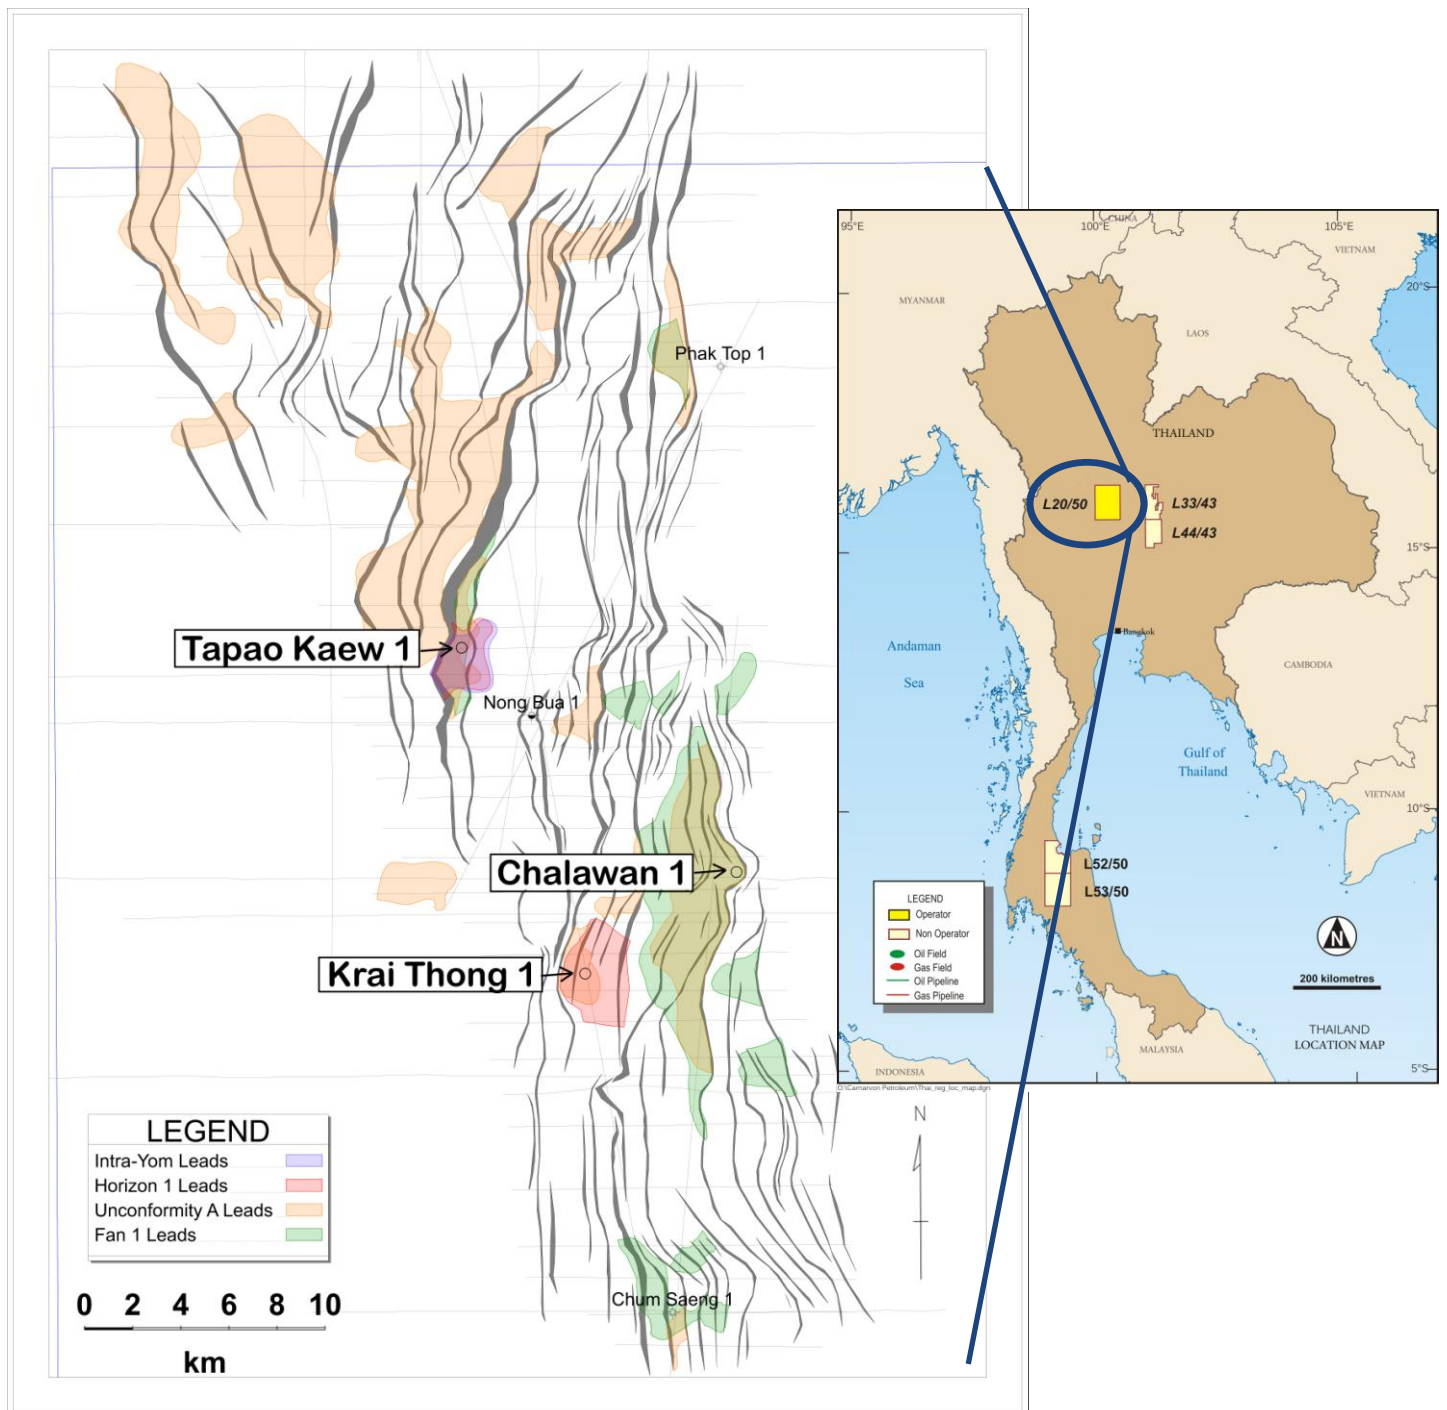 Phak Top 1
Tapao Kaew 1
Nong Bua 1
Chalawan 1
Krai Thong 1
Chum Saeng 1
N
LEGEND
Intra-Yom Leads
Horizon 1 Leads
Unconformity A Leads
Fan 1 Leads
0 2 4 6 8 10
km
95°E
100°E
105°E
CHINA
VIETNAM
MYANMAR
20°S
LAOS
THAILAND
L20/50
L33/43
L44/43
15°S
Bangkok
Andaman
Sea
CAMBODIA
Gulf of
Thailand
VIETNAM
10°S
L52/50
L53/50
LEGEND
Operator
Non Operator
Oil Field
Gas Field
Oil Pipeline
Gas Pipeline
N
200 kilometres
THAILAND
LOCATION MAP
MALAYSIA
INDONESIA
5°S
O:\Carnarvon Petroleum\Thai_reg_loc_map.dgn